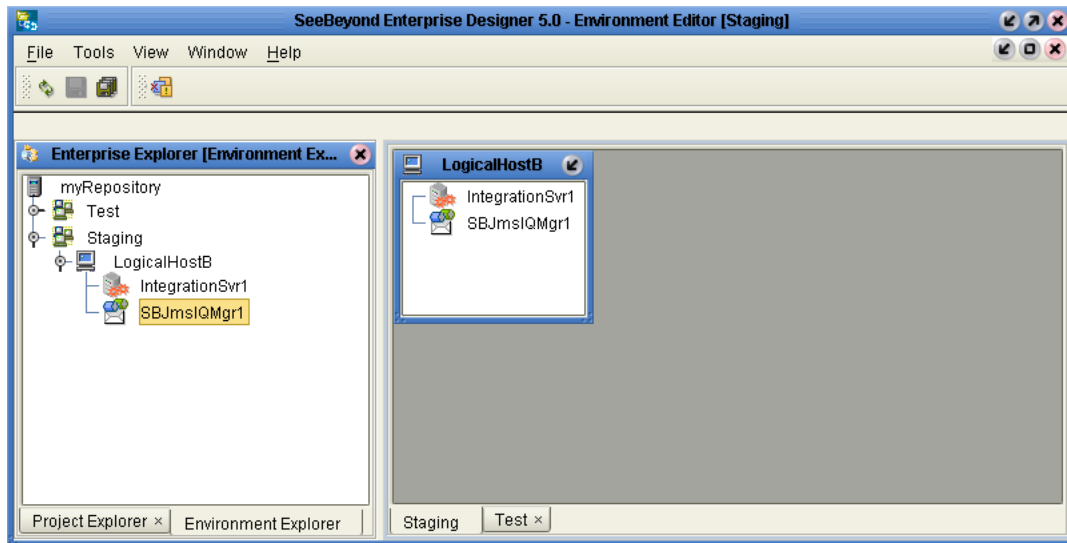 SeeBeyond Enterprise Designer 5.0 - Environment Editor [Staging]
File Tools View Window Help
Enterprise Explorer [Environment Ex...
myRepository
Test
Staging
LogicalHostB
IntegrationSvr1
SBJmsIQMgr1
Project Explorer ×
Environment Explorer
LogicalHostB
IntegrationSvr1
SBJmsIQMgr1
Staging
Test ×